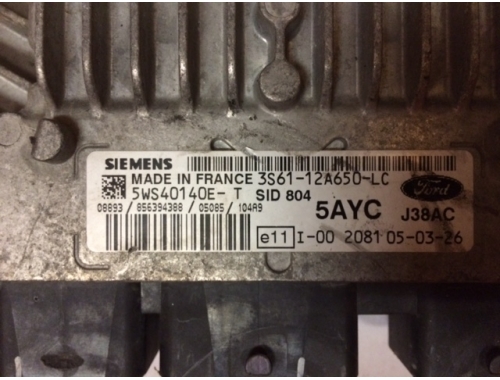 SIEMENS
MADE IN FRANCE 3S61-12A650-LC
5WS40140E- T SID 804
Ford
08893/ 856394388 /05085/ 104A9
5AYC J38AC
e11 I-00 2081 05-03-26